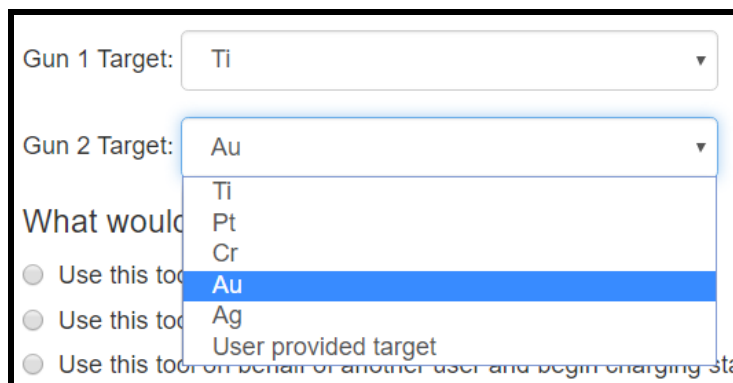 Gun 1 Target: Ti
Gun 2 Target: Au
Ti
What would
Pt
Cr
Use this too
Au
Use this too
Ag
User provided target
Use this tool on behalf of another user and begin charging sta